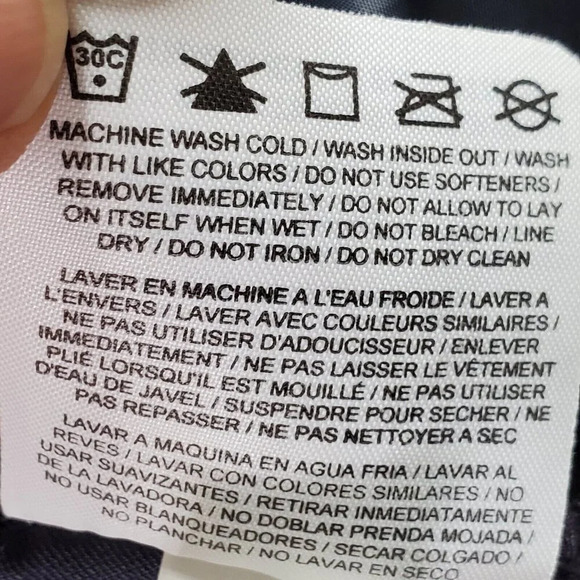 30C
MACHINE WASH COLD / WASH INSIDE OUT / WASH
WITH LIKE COLORS / DO NOT USE SOFTENERS /
REMOVE IMMEDIATELY / DO NOT ALLOW TO LAY
ON ITSELF WHEN WET / DO NOT BLEACH / LINE
DRY / DO NOT IRON / DO NOT DRY CLEAN
LAVER EN MACHINE A L'EAU FROIDE / LAVER A
L'ENVERS / LAVER AVEC COULEURS SIMILAIRES /
NE PAS UTILISER D'ADOUCISSEUR / ENLEVER
IMMEDIATEMENT / NE PAS LAISSER LE VÊTEMENT
PLIÉ LORSQU'IL EST MOUILLÉ / NE PAS UTILISER
D'EAU DE JAVEL / SUSPENDRE POUR SECHER / NE
PAS REPASSER / NE PAS NETTOYER A SEC
LAVAR A MAQUINA EN AGUA FRIA / LAVAR AL
REVES / LAVAR CON COLORES SIMILARES / NO
USAR SUAVIZANTES / RETIRAR INMEDIATAMENTE
DE LA LAVADORA / NO DOBLAR PRENDA MOJADA /
NO USAR BLANQUEADORES / SECAR COLGADO /
NO PLANCHAR / NO LAVAR EN SECO